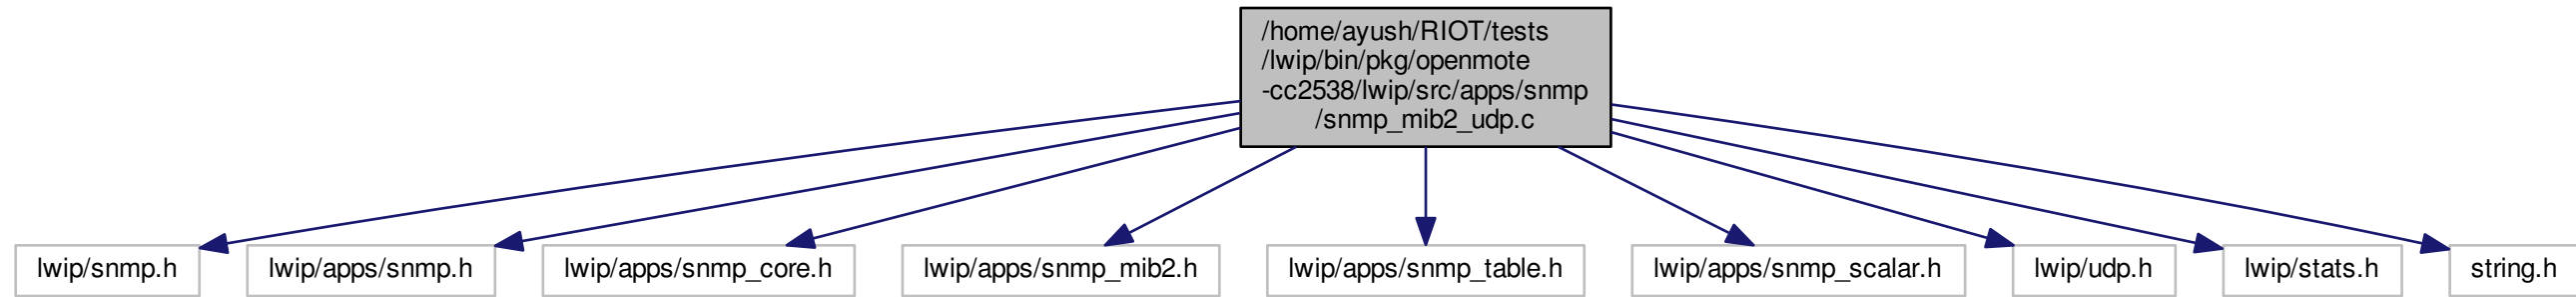 /home/ayush/RIOT/tests
/lwip/bin/pkg/openmote
-cc2538/lwip/src/apps/snmp
/snmp_mib2_udp.c
lwip/snmp.h
lwip/apps/snmp.h
lwip/apps/snmp_core.h
lwip/apps/snmp_mib2.h
lwip/apps/snmp_table.h
lwip/apps/snmp_scalar.h
lwip/udp.h
lwip/stats.h
string.h